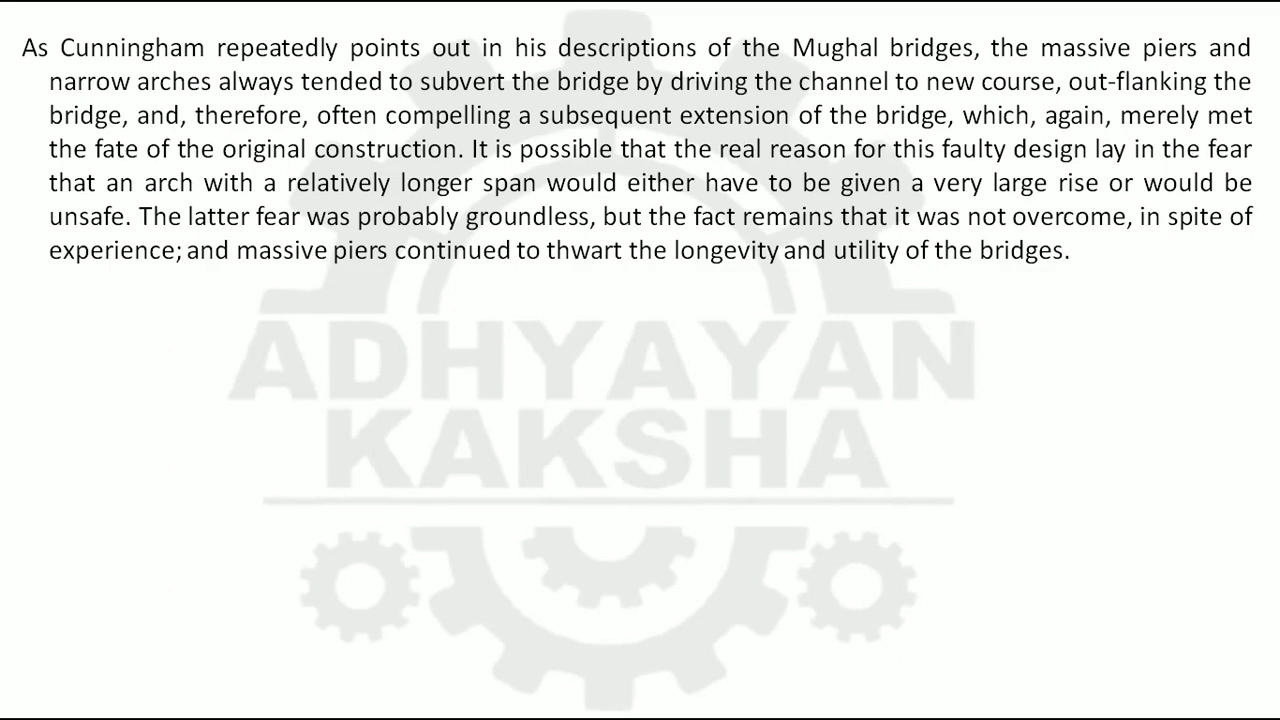 As Cunningham repeatedly points out in his descriptions of the Mughal bridges, the massive piers and
narrow arches always tended to subvert the bridge by driving the channel to new course, out-flanking the
bridge, and, therefore, often compelling a subsequent extension of the bridge, which, again, merely met
the fate of the original construction. It is possible that the real reason for this faulty design lay in the fear
that an arch with a relatively longer span would either have to be given a very large rise or would be
unsafe. The latter fear was probably groundless, but the fact remains that it was not overcome, in spite of
experience; and massive piers continued to thwart the longevity and utility of the bridges.
ADHYAYAN
KAKSHA